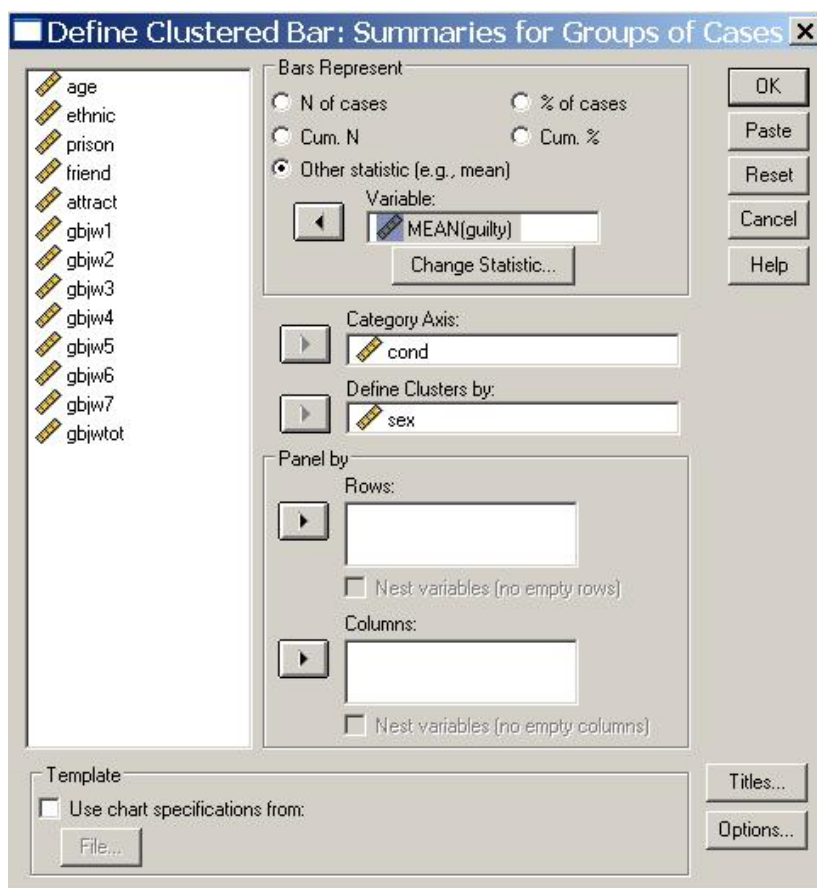 Define Clustered Bar: Summaries for Groups of Cases
age
ethnic
prison
friend
attract
gbjw1
gbjw2
gbjw3
gbjw4
gbjw5
gbjw6
gbjw7
gbjwtot
Bars Represent
N of cases
% of cases
Cum. N
Cum. %
Other statistic (e.g., mean)
Variable:
MEAN(guilty)
Change Statistic...
Category Axis:
cond
Define Clusters by:
sex
Panel by
Rows:
Nest variables (no empty rows)
Columns:
Nest variables (no empty columns)
OK
Paste
Reset
Cancel
Help
Template
Use chart specifications from:
File...
Titles...
Options...